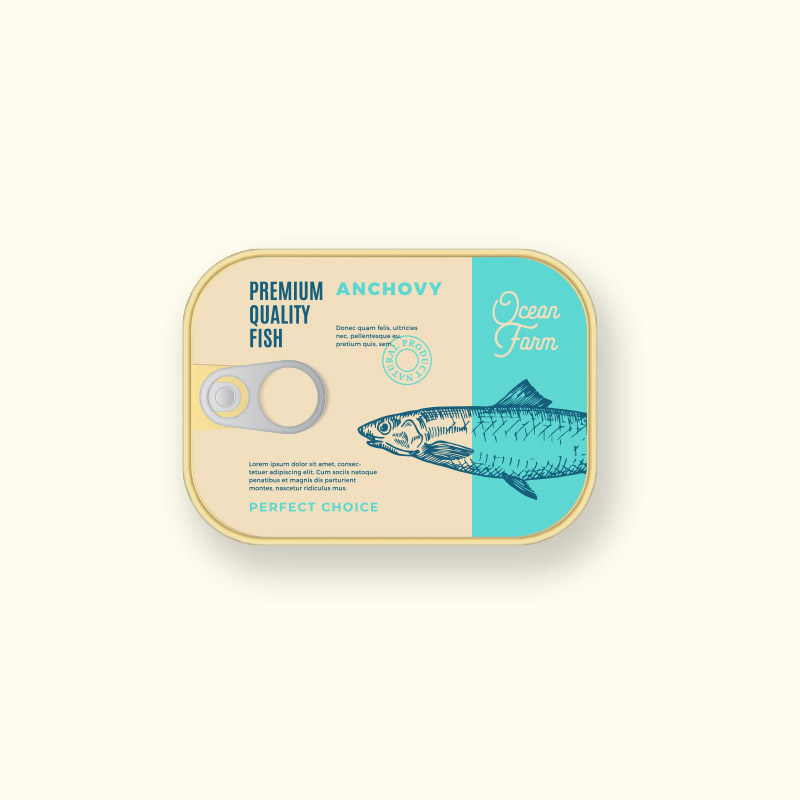 PREMIUM
QUALITY
FISH
ANCHOVY
Donec quam felis, ultricies
nec, pellentesque eu,
pretium quis, sem.
NATURAL PRODUCT
Ocean
Farm
Lorem ipsum dolor sit amet, consec-
tetuer adipiscing elit. Cum sociis natoque
penatibus et magnis dis parturient
montes, nascetur ridiculus mus.
PERFECT CHOICE